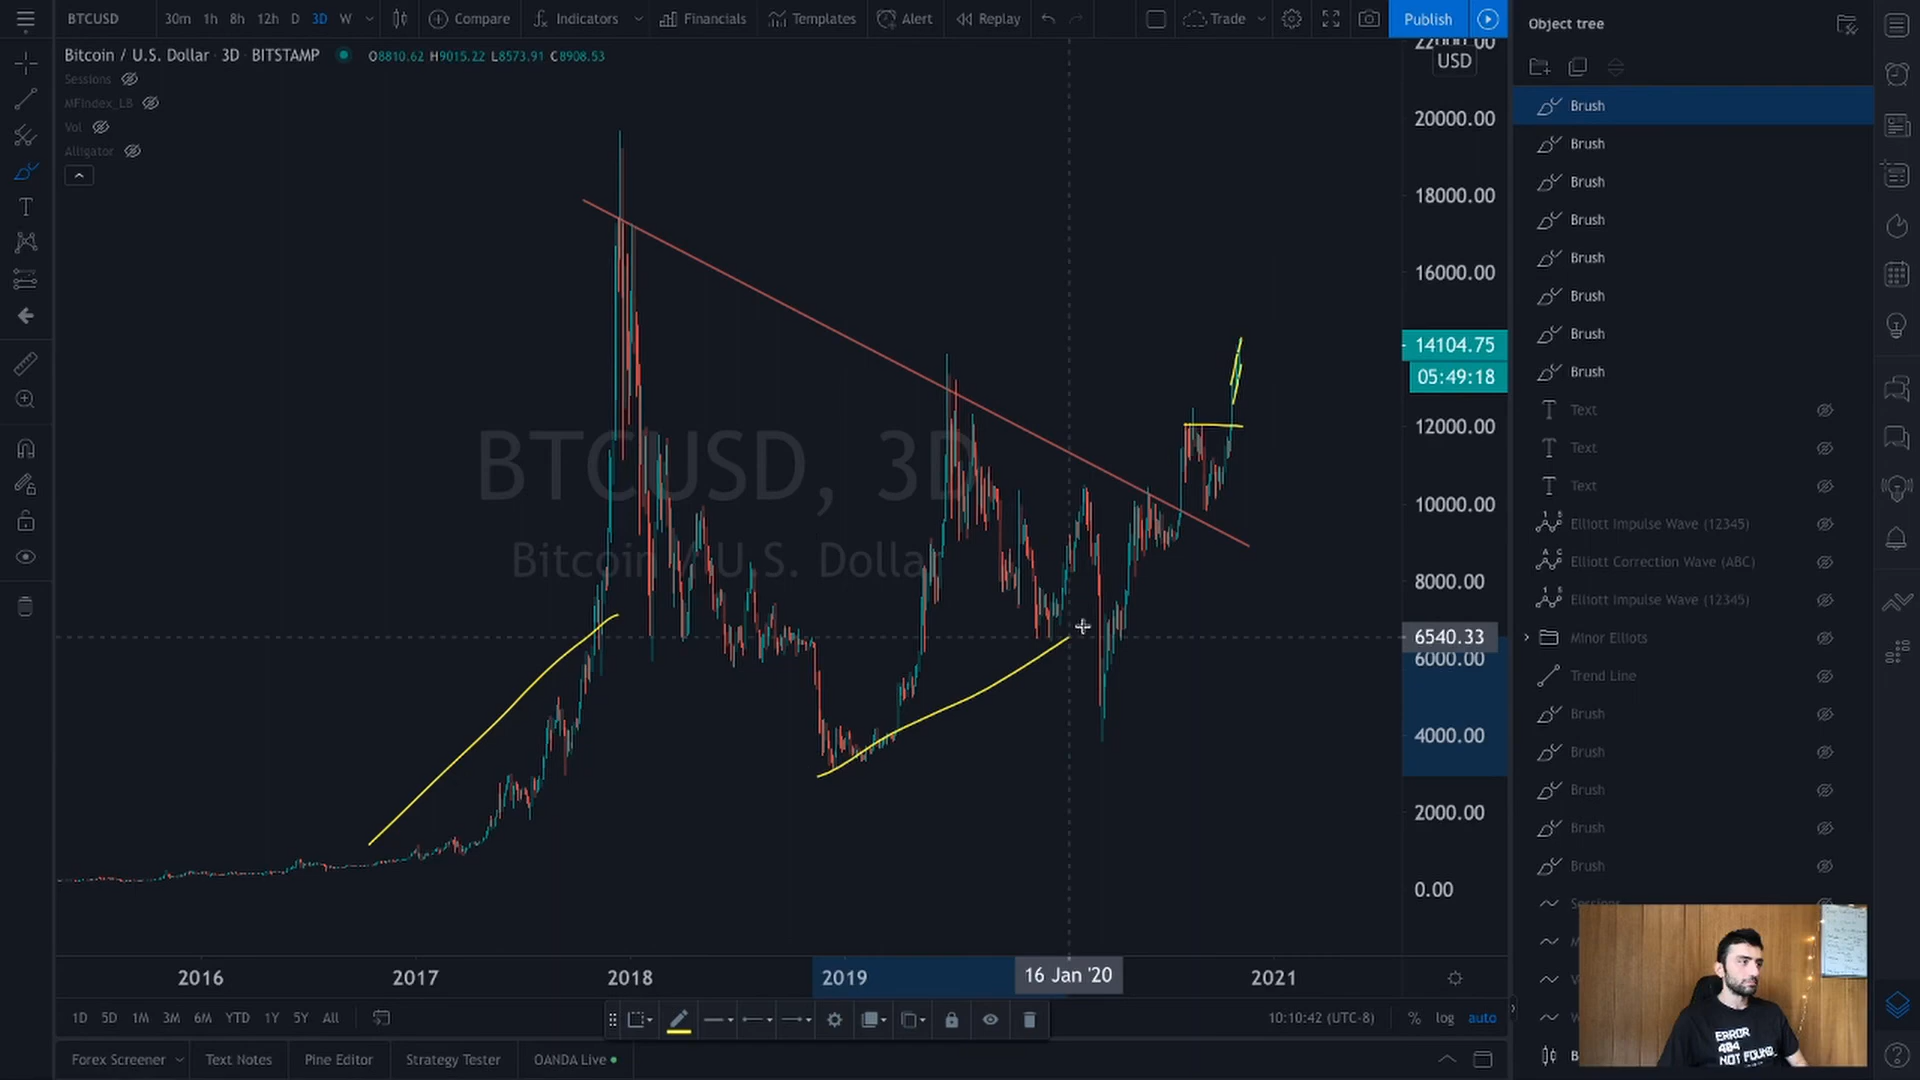 BTCUSD 30m 1h 8h 12h D 3D W Compare Indicators Financials Templates Alert Replay Trade Publish
Bitcoin / U.S. Dollar · 3D · BITSTAMP O8810.62 H9015.22 L8573.91 C8908.53
Sessions
MFIndex_LB
Vol
Alligator
BTCUSD, 3D
Bitcoin / U.S. Dollar
22000.00
USD
20000.00
18000.00
16000.00
14104.75
05:49:18
12000.00
10000.00
8000.00
6540.33
6000.00
4000.00
2000.00
0.00
2016 2017 2018 2019 16 Jan '20 2021
1D 5D 1M 3M 6M YTD 1Y 5Y All 10:10:42 (UTC-8) % log auto
Forex Screener Text Notes Pine Editor Strategy Tester OANDA Live
Object tree
Brush
Brush
Brush
Brush
Brush
Brush
Brush
Brush
Text
Text
Text
Elliott Impulse Wave (12345)
Elliott Correction Wave (ABC)
Elliott Impulse Wave (12345)
Minor Elliots
Trend Line
Brush
Brush
Brush
Brush
Brush
Sessions
ERROR
404
NOT FOUND